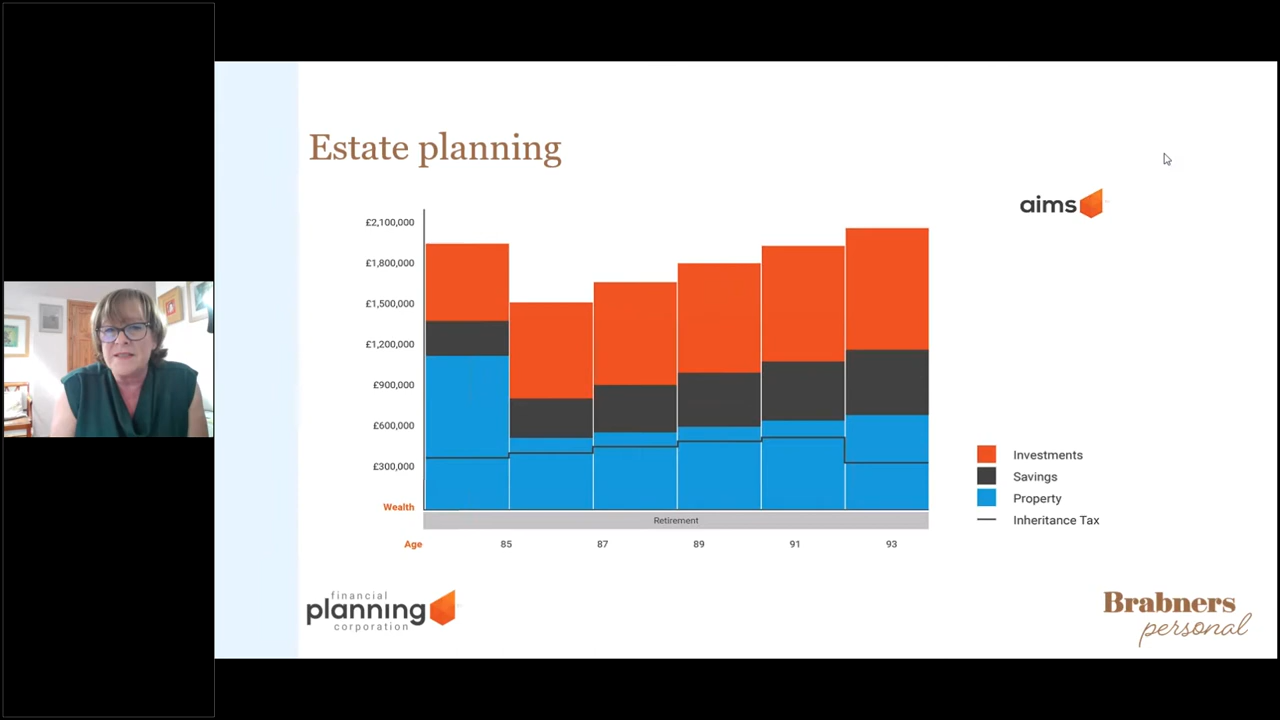 Estate planning
aims
£2,100,000
£1,800,000
£1,500,000
£1,200,000
£900,000
£600,000
£300,000
Wealth
Retirement
Age 85 87 89 91 93
Investments
Savings
Property
Inheritance Tax
financial
planning
corporation
Brabners
personal